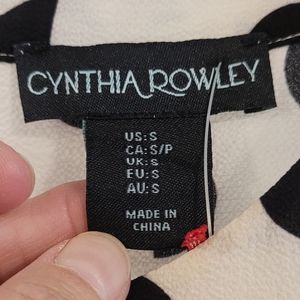 CYNTHIA ROWLEY
US: S
CA: S/P
UK: S
EU: S
AU: S
MADE IN
CHINA